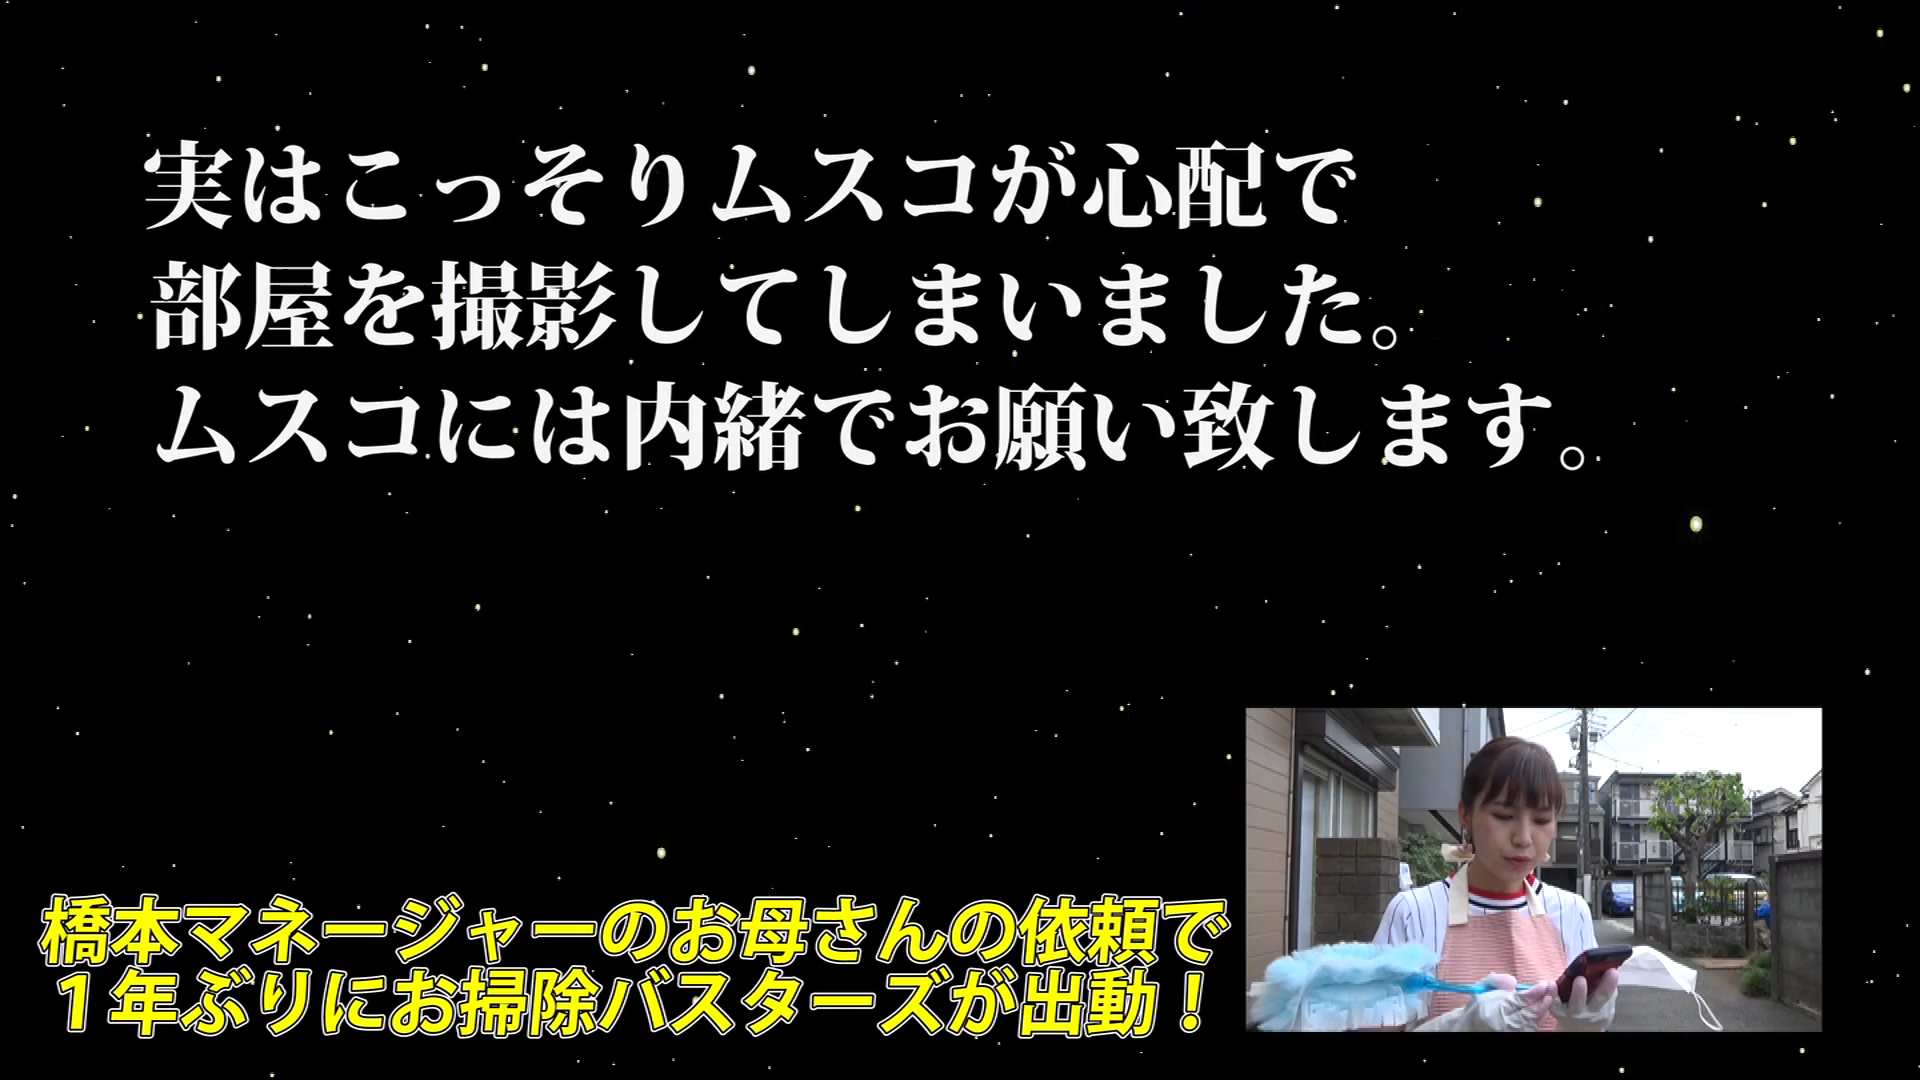 実はこっそりムスコが心配で
部屋を撮影してしまいました。
ムスコには内緒でお願い致します。
橋本マネージャーのお母さんの依頼で
１年ぶりにお掃除バスターズが出動！